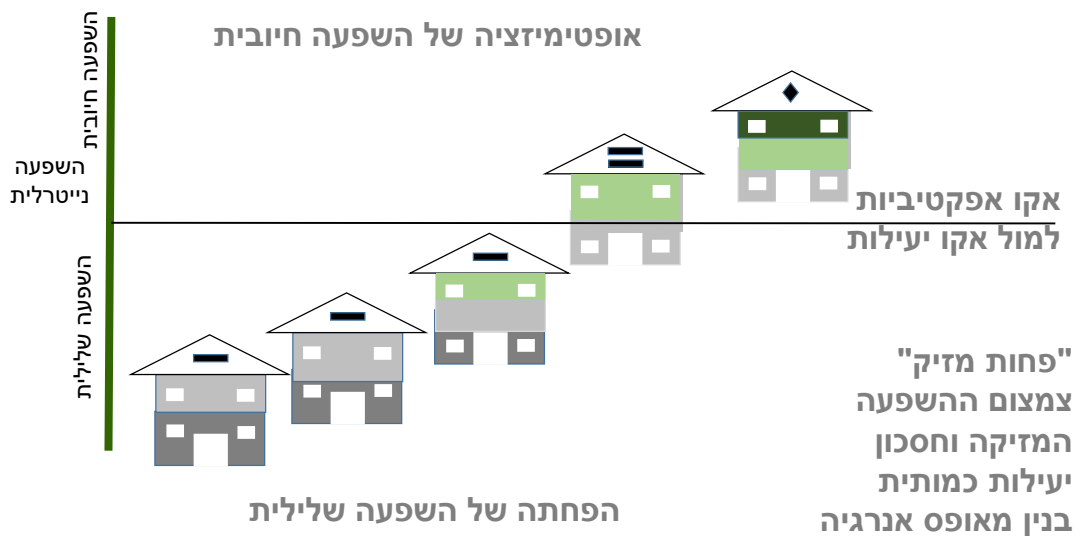 אופטימיזציה של השפעה חיובית
השפעה חיובית
השפעה
נייטרלית
השפעה שלילית
אקו אפקטיביות
למול אקו יעילות
"פחות מזיק"
צמצום ההשפעה
המזיקה וחסכון
יעילות כמותית
בנין מאופס אנרגיה
הפחתה של השפעה שלילית